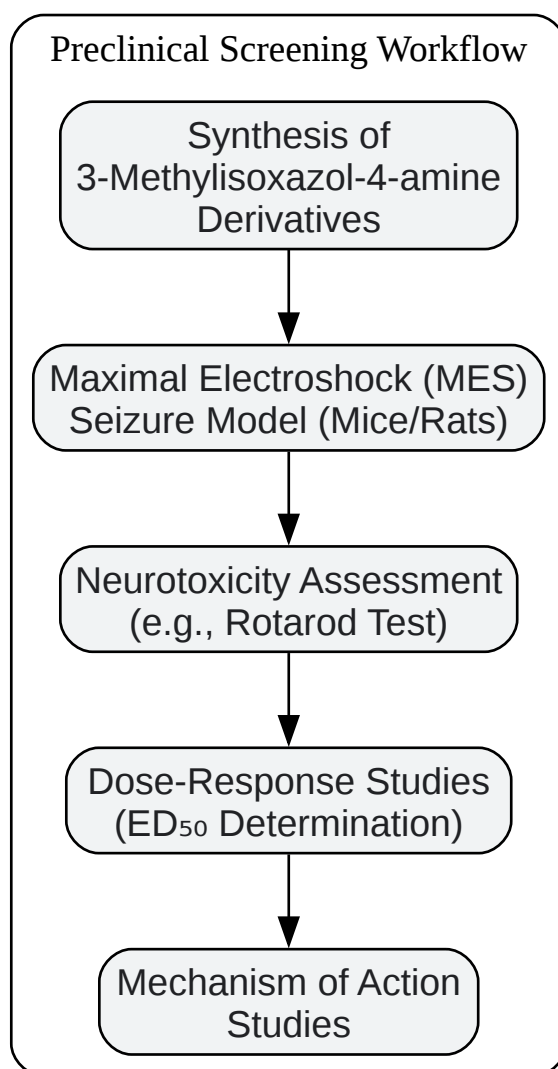 Preclinical Screening Workflow
Synthesis of
3-Methylisoxazol-4-amine
Derivatives
Maximal Electroshock (MES)
Seizure Model (Mice/Rats)
Neurotoxicity Assessment
(e.g., Rotarod Test)
Dose-Response Studies
(ED₅₀ Determination)
Mechanism of Action
Studies